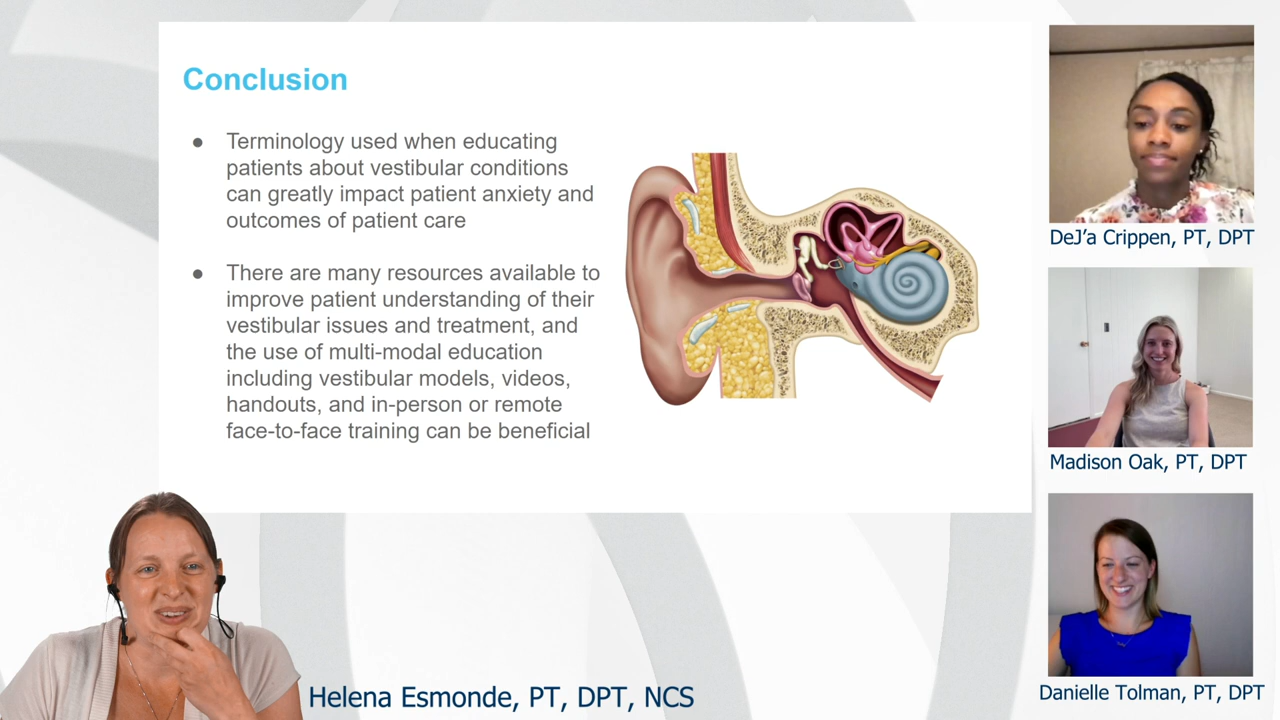 Conclusion
● Terminology used when educating
patients about vestibular conditions
can greatly impact patient anxiety and
outcomes of patient care
● There are many resources available to
improve patient understanding of their
vestibular issues and treatment, and
the use of multi-modal education
including vestibular models, videos,
handouts, and in-person or remote
face-to-face training can be beneficial
DeJ’a Crippen, PT, DPT
Madison Oak, PT, DPT
Danielle Tolman, PT, DPT
Helena Esmonde, PT, DPT, NCS